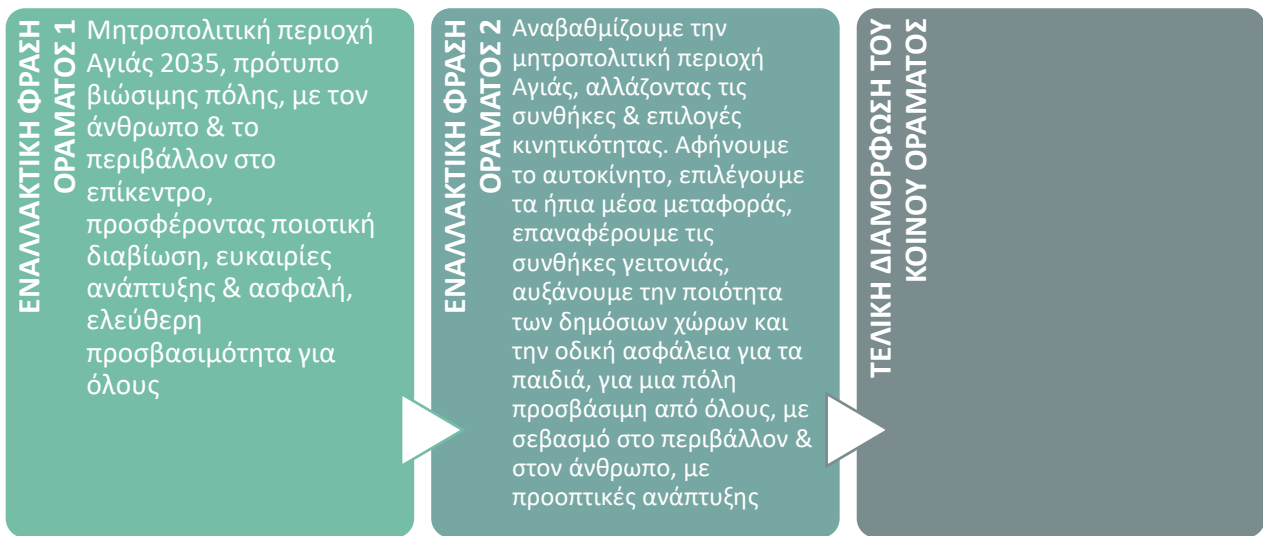 ΕΝΑΛΛΑΚΤΙΚΗ ΦΡΑΣΗ
ΟΡΑΜΑΤΟΣ 1
Μητροπολιτική περιοχή
Αγιάς 2035, πρότυπο
βιώσιμης πόλης, με τον
άνθρωπο & το
περιβάλλον στο
επίκεντρο,
προσφέροντας ποιοτική
διαβίωση, ευκαιρίες
ανάπτυξης & ασφαλή,
ελεύθερη
προσβασιμότητα για
όλους
ΕΝΑΛΛΑΚΤΙΚΗ ΦΡΑΣΗ
ΟΡΑΜΑΤΟΣ 2
Αναβαθμίζουμε την
μητροπολιτική περιοχή
Αγιάς, αλλάζοντας τις
συνθήκες & επιλογές
κινητικότητας. Αφήνουμε
το αυτοκίνητο, επιλέγουμε
τα ήπια μέσα μεταφοράς,
επαναφέρουμε τις
συνθήκες γειτονιάς,
αυξάνουμε την ποιότητα
των δημόσιων χώρων και
την οδική ασφάλεια για τα
παιδιά, για μια πόλη
προσβάσιμη από όλους, με
σεβασμό στο περιβάλλον &
στον άνθρωπο, με
προοπτικές ανάπτυξης
ΤΕΛΙΚΗ ΔΙΑΜΟΡΦΩΣΗ ΤΟΥ
ΚΟΙΝΟΥ ΟΡΑΜΑΤΟΣ